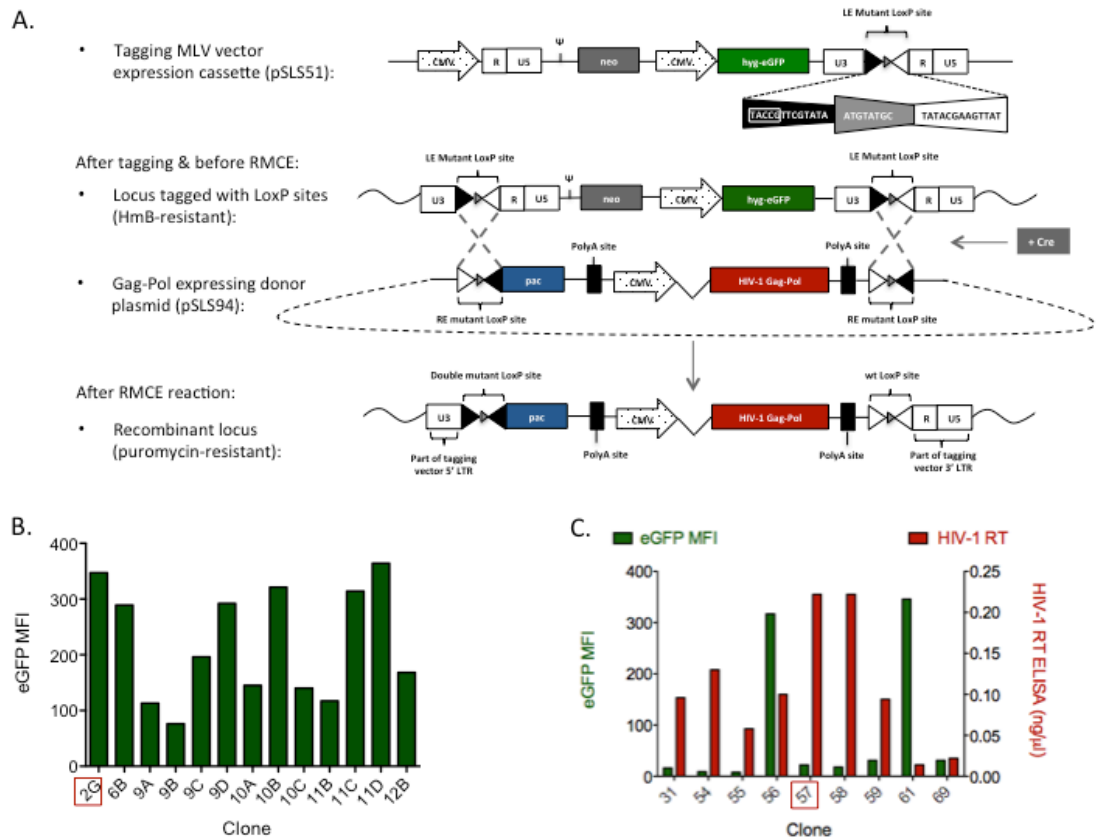 A.
• Tagging MLV vector
expression cassette (pSLS51):
LE Mutant LoxP site
CMV
R
U5
Ψ
neo
CMV
hyg-eGFP
U3
R
U5
TACCGTTCGTATA
ATGTATGC
TATACGAAGTTAT
After tagging & before RMCE:
• Locus tagged with LoxP sites
(HmB-resistant):
LE Mutant LoxP site
LE Mutant LoxP site
U3
R
U5
Ψ
neo
CMV
hyg-eGFP
U3
R
U5
+ Cre
• Gag-Pol expressing donor
plasmid (pSLS94):
PolyA site
PolyA site
pac
CMV
HIV-1 Gag-Pol
RE mutant LoxP site
RE mutant LoxP site
After RMCE reaction:
• Recombinant locus
(puromycin-resistant):
Double mutant LoxP site
wt LoxP site
U3
pac
CMV
HIV-1 Gag-Pol
R
U5
Part of tagging
vector 5' LTR
PolyA site
PolyA site
Part of tagging
vector 3' LTR
B.
eGFP MFI
400
300
200
100
0
2G 6B 9A 9B 9C 9D 10A 10B 10C 11B 11C 11D 12B
Clone
C.
eGFP MFI
HIV-1 RT
eGFP MFI
400
300
200
100
0
HIV-1 RT ELISA (ng/µl)
0.25
0.20
0.15
0.10
0.05
0.00
31 54 55 56 57 58 59 61 69
Clone